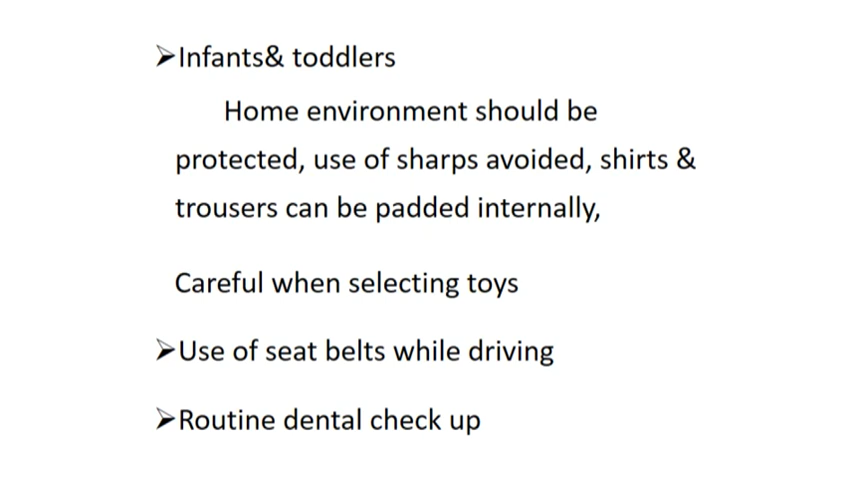 ➢Infants& toddlers
Home environment should be
protected, use of sharps avoided, shirts &
trousers can be padded internally,
Careful when selecting toys
➢Use of seat belts while driving
➢Routine dental check up